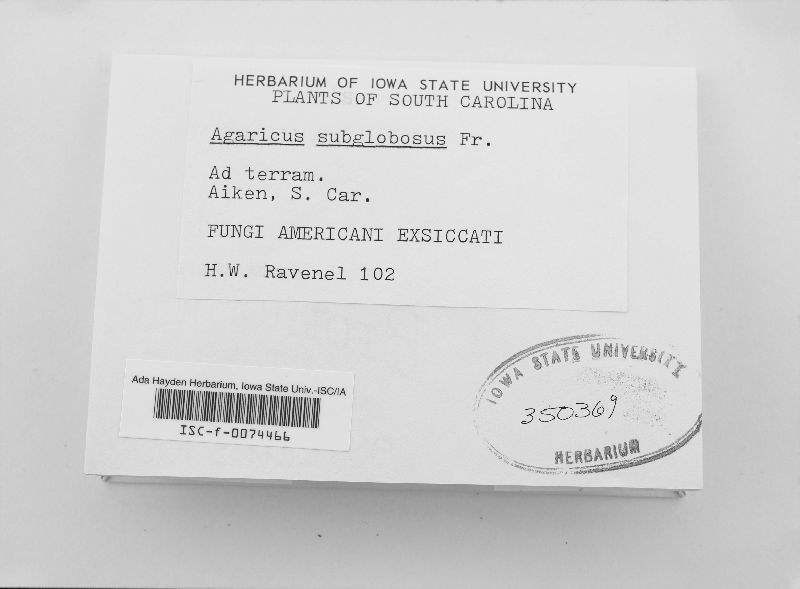 HERBARIUM OF IOWA STATE UNIVERSITY
PLANTS OF SOUTH CAROLINA
Agaricus subglobosus Fr.
Ad terram.
Aiken, S. Car.
FUNGI AMERICANI EXSICCATI
H.W. Ravenel 102
Ada Hayden Herbarium, Iowa State Univ.-ISC/IA
ISC-f-0074466
IOWA STATE UNIVERSITY
350369
HERBARIUM